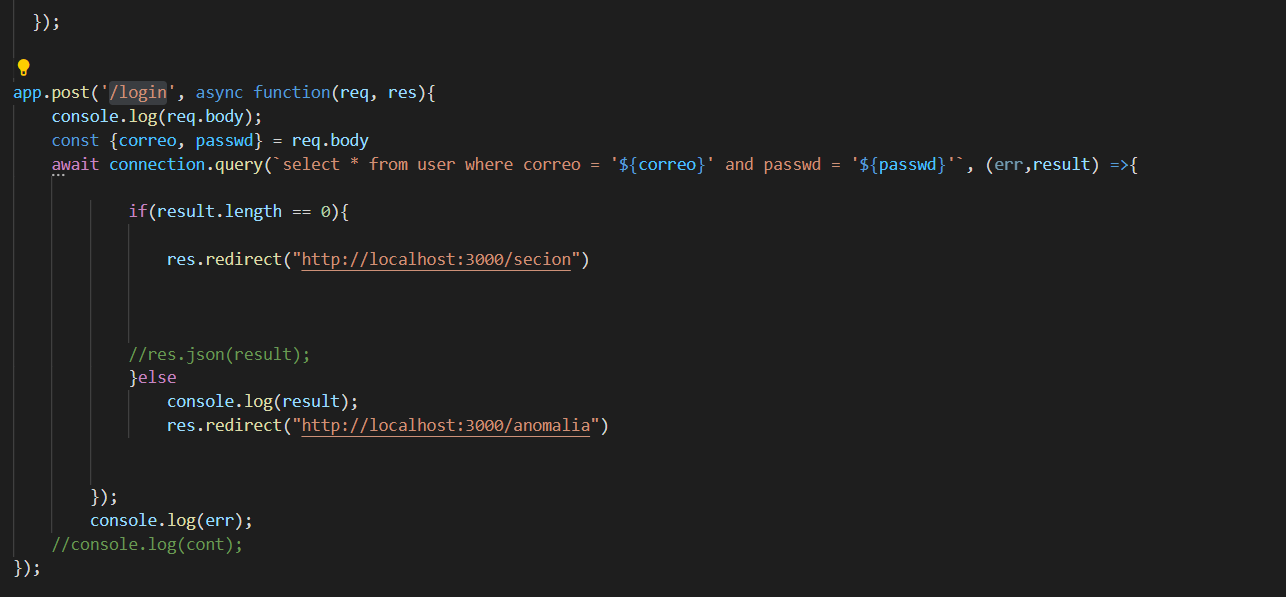 });
app.post('/login', async function(req, res){
console.log(req.body);
const {correo, passwd} = req.body
await connection.query(`select * from user where correo = '${correo}' and passwd = '${passwd}'`, (err,result) =>{
if(result.length == 0){
res.redirect("http://localhost:3000/secion")
//res.json(result);
}else
console.log(result);
res.redirect("http://localhost:3000/anomalia")
});
console.log(err);
//console.log(cont);
});